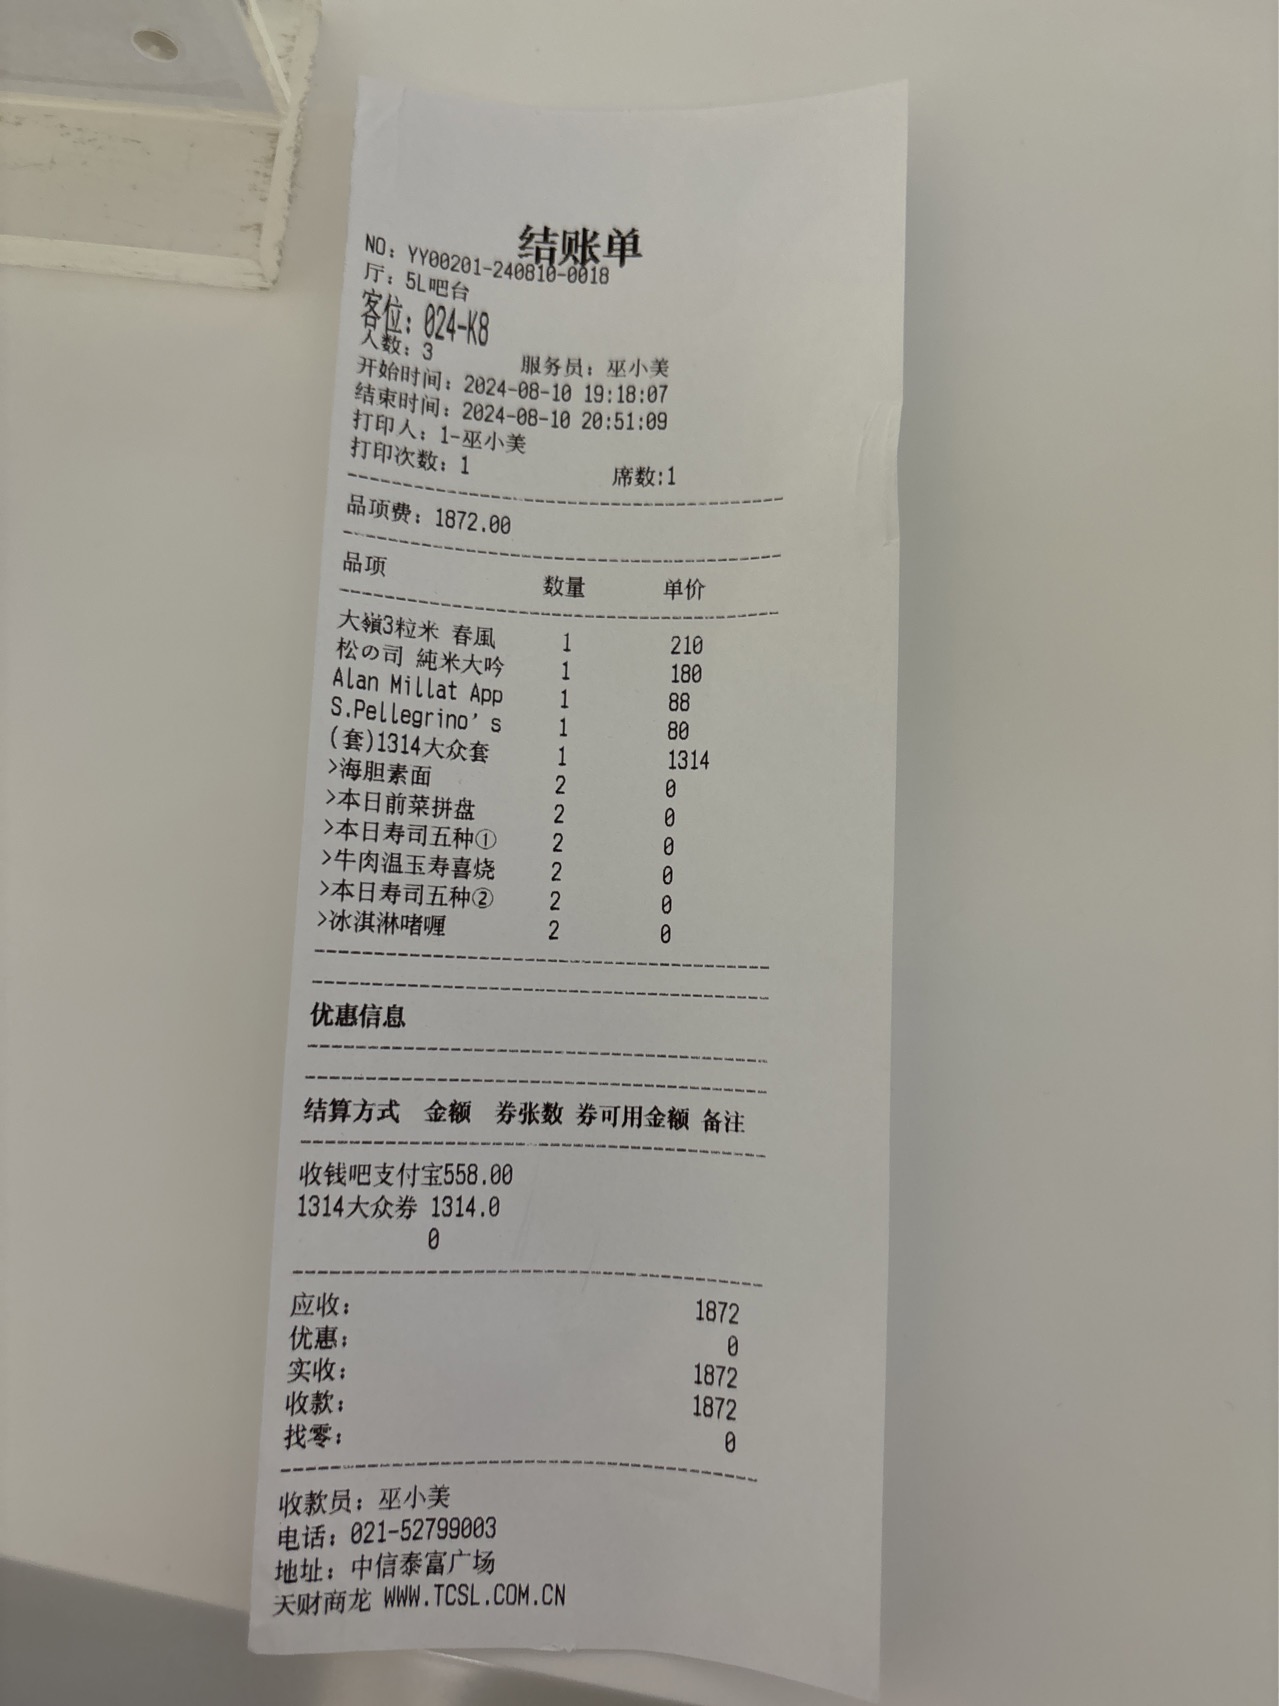 结账单
NO: YY00201-240810-0018
厅: 5L吧台
客位: 024-K8
人数: 3 服务员: 巫小美
开始时间: 2024-08-10 19:18:07
结束时间: 2024-08-10 20:51:09
打印人: 1-巫小美
打印次数: 1 席数:1
品项费: 1872.00
品项 数量 单价
大嶺3粒米 春風 1 210
松の司 純米大吟 1 180
Alan Millat App 1 88
S.Pellegrino's 1 80
(套)1314大众套 1 1314
>海胆素面 2 0
>本日前菜拼盘 2 0
>本日寿司五种① 2 0
>牛肉温玉寿喜烧 2 0
>本日寿司五种② 2 0
>冰淇淋啫喱 2 0
优惠信息
结算方式 金额 券张数 券可用金额 备注
收钱吧支付宝558.00
1314大众券 1314.0
0
应收: 1872
优惠: 0
实收: 1872
收款: 1872
找零: 0
收款员: 巫小美
电话: 021-52799003
地址: 中信泰富广场
天财商龙 WWW.TCSL.COM.CN